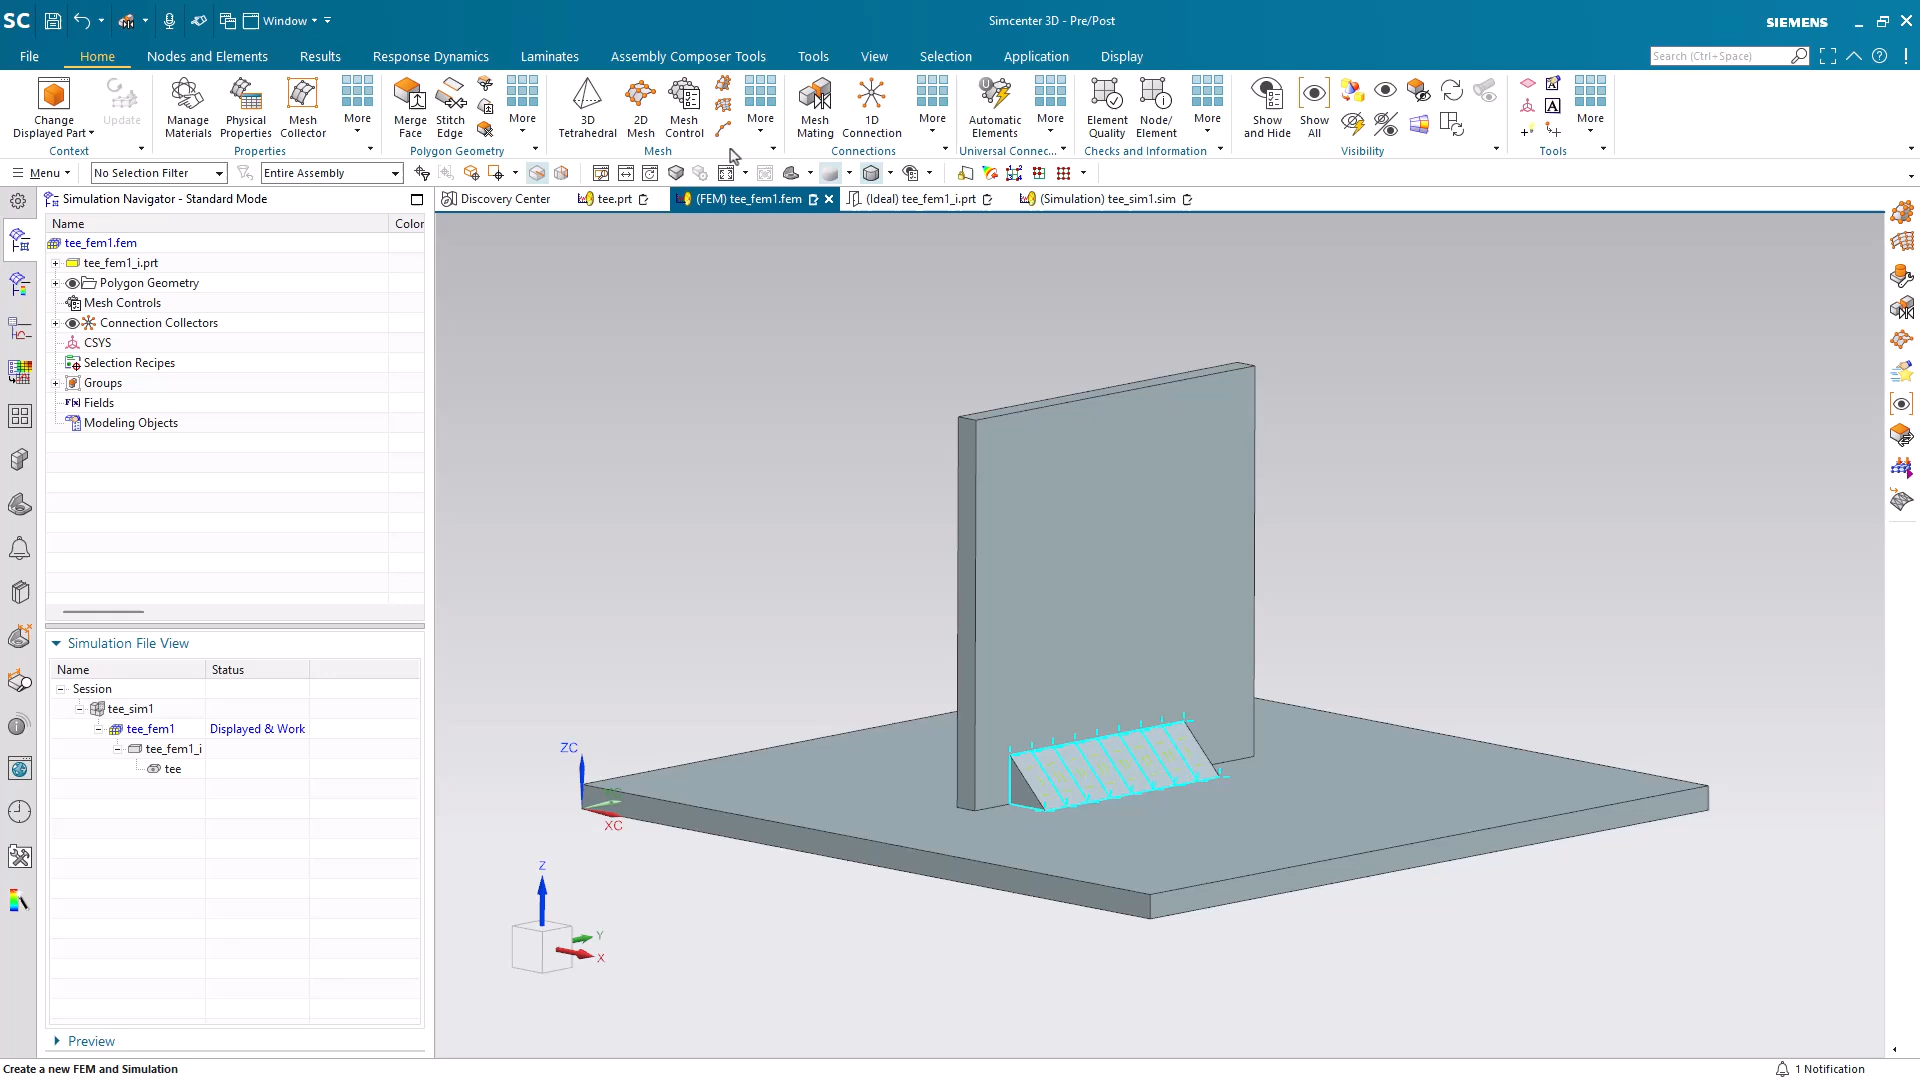 SC
Window
Simcenter 3D - Pre/Post
SIEMENS
File
Home
Nodes and Elements
Results
Response Dynamics
Laminates
Assembly Composer Tools
Tools
View
Selection
Application
Display
Search (Ctrl+Space)
Change
Displayed Part
Update
Context
Manage
Materials
Physical
Properties
Mesh
Collector
More
Properties
Merge
Face
Stitch
Edge
More
Polygon Geometry
3D
Tetrahedral
2D
Mesh
Mesh
Control
More
Mesh
Mesh
Mating
1D
Connection
More
Connections
Automatic
Elements
More
Universal Connec...
Element
Quality
Node/
Element
More
Checks and Information
Show
and Hide
Show
All
Visibility
More
Tools
Menu
No Selection Filter
Entire Assembly
Simulation Navigator - Standard Mode
Discovery Center
tee.prt
(FEM) tee_fem1.fem
(Ideal) tee_fem1_i.prt
(Simulation) tee_sim1.sim
Name
Color
tee_fem1.fem
tee_fem1_i.prt
Polygon Geometry
Mesh Controls
Connection Collectors
CSYS
Selection Recipes
Groups
Fields
Modeling Objects
Simulation File View
Name
Status
Session
tee_sim1
tee_fem1
Displayed & Work
tee_fem1_i
tee
Preview
ZC
XC
Z
Y
X
Create a new FEM and Simulation
1 Notification